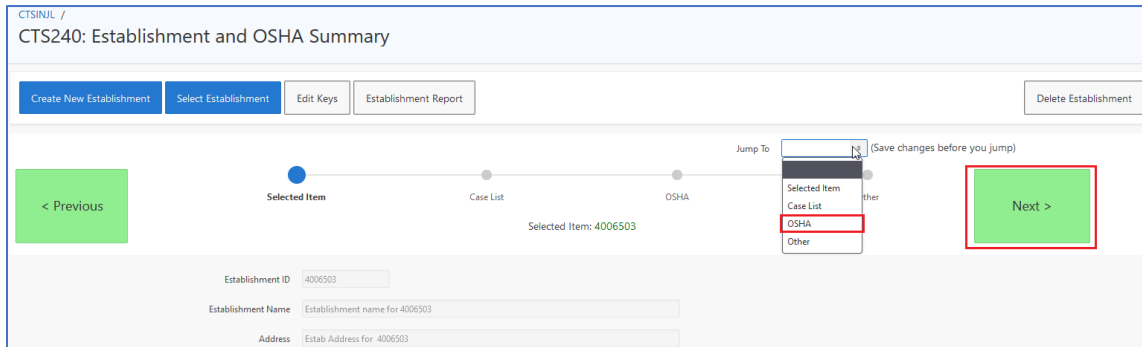 CTSINJL /
CTS240: Establishment and OSHA Summary
Create New Establishment Select Establishment Edit Keys Establishment Report Delete Establishment
Jump To (Save changes before you jump)
< Previous
Selected Item Case List OSHA
Selected Item
Case List
OSHA
Other
Next >
Selected Item: 4006503
Establishment ID 4006503
Establishment Name Establishment name for 4006503
Address Estab Address for 4006503